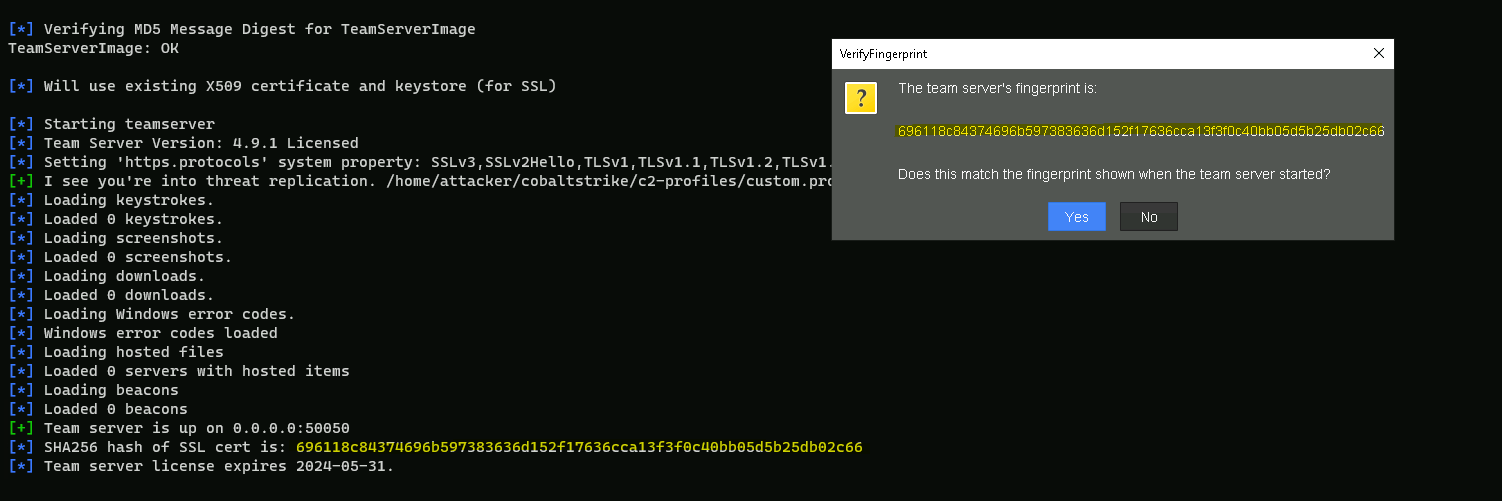 [*] Verifying MD5 Message Digest for TeamServerImage
TeamServerImage: OK
[*] Will use existing X509 certificate and keystore (for SSL)
[*] Starting teamserver
[*] Team Server Version: 4.9.1 Licensed
[*] Setting 'https.protocols' system property: SSLv3,SSLv2Hello,TLSv1,TLSv1.1,TLSv1.2,TLSv1.
[+] I see you're into threat replication. /home/attacker/cobaltstrike/c2-profiles/custom.pro
[*] Loading keystrokes.
[*] Loaded 0 keystrokes.
[*] Loading screenshots.
[*] Loaded 0 screenshots.
[*] Loading downloads.
[*] Loaded 0 downloads.
[*] Loading Windows error codes.
[*] Windows error codes loaded
[*] Loading hosted files
[*] Loaded 0 servers with hosted items
[*] Loading beacons
[*] Loaded 0 beacons
[+] Team server is up on 0.0.0.0:50050
[*] SHA256 hash of SSL cert is: 696118c84374696b597383636d152f17636cca13f3f0c40bb05d5b25db02c66
[*] Team server license expires 2024-05-31.
VerifyFingerprint
The team server's fingerprint is:
696118c84374696b597383636d152f17636cca13f3f0c40bb05d5b25db02c66
Does this match the fingerprint shown when the team server started?
Yes
No